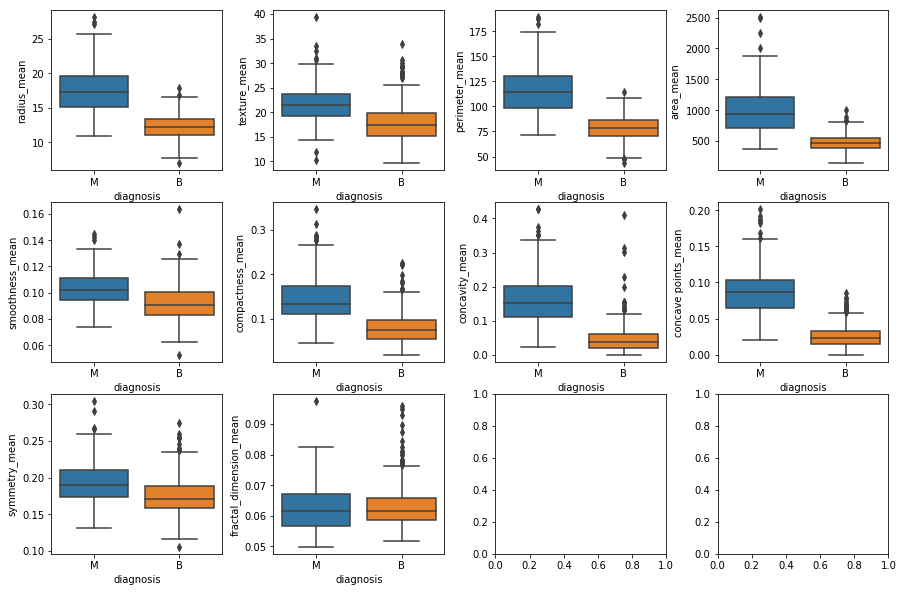 radius_mean
25
20
15
10
M B
diagnosis
texture_mean
40
35
30
25
20
15
10
M B
diagnosis
perimeter_mean
175
150
125
100
75
50
M B
diagnosis
area_mean
2500
2000
1500
1000
500
M B
diagnosis
smoothness_mean
0.16
0.14
0.12
0.10
0.08
0.06
M B
diagnosis
compactness_mean
0.3
0.2
0.1
M B
diagnosis
concavity_mean
0.4
0.3
0.2
0.1
0.0
M B
diagnosis
concave points_mean
0.20
0.15
0.10
0.05
0.00
M B
diagnosis
symmetry_mean
0.30
0.25
0.20
0.15
0.10
M B
diagnosis
fractal_dimension_mean
0.09
0.08
0.07
0.06
0.05
M B
diagnosis
1.0
0.8
0.6
0.4
0.2
0.0
0.0 0.2 0.4 0.6 0.8 1.0
1.0
0.8
0.6
0.4
0.2
0.0
0.0 0.2 0.4 0.6 0.8 1.0